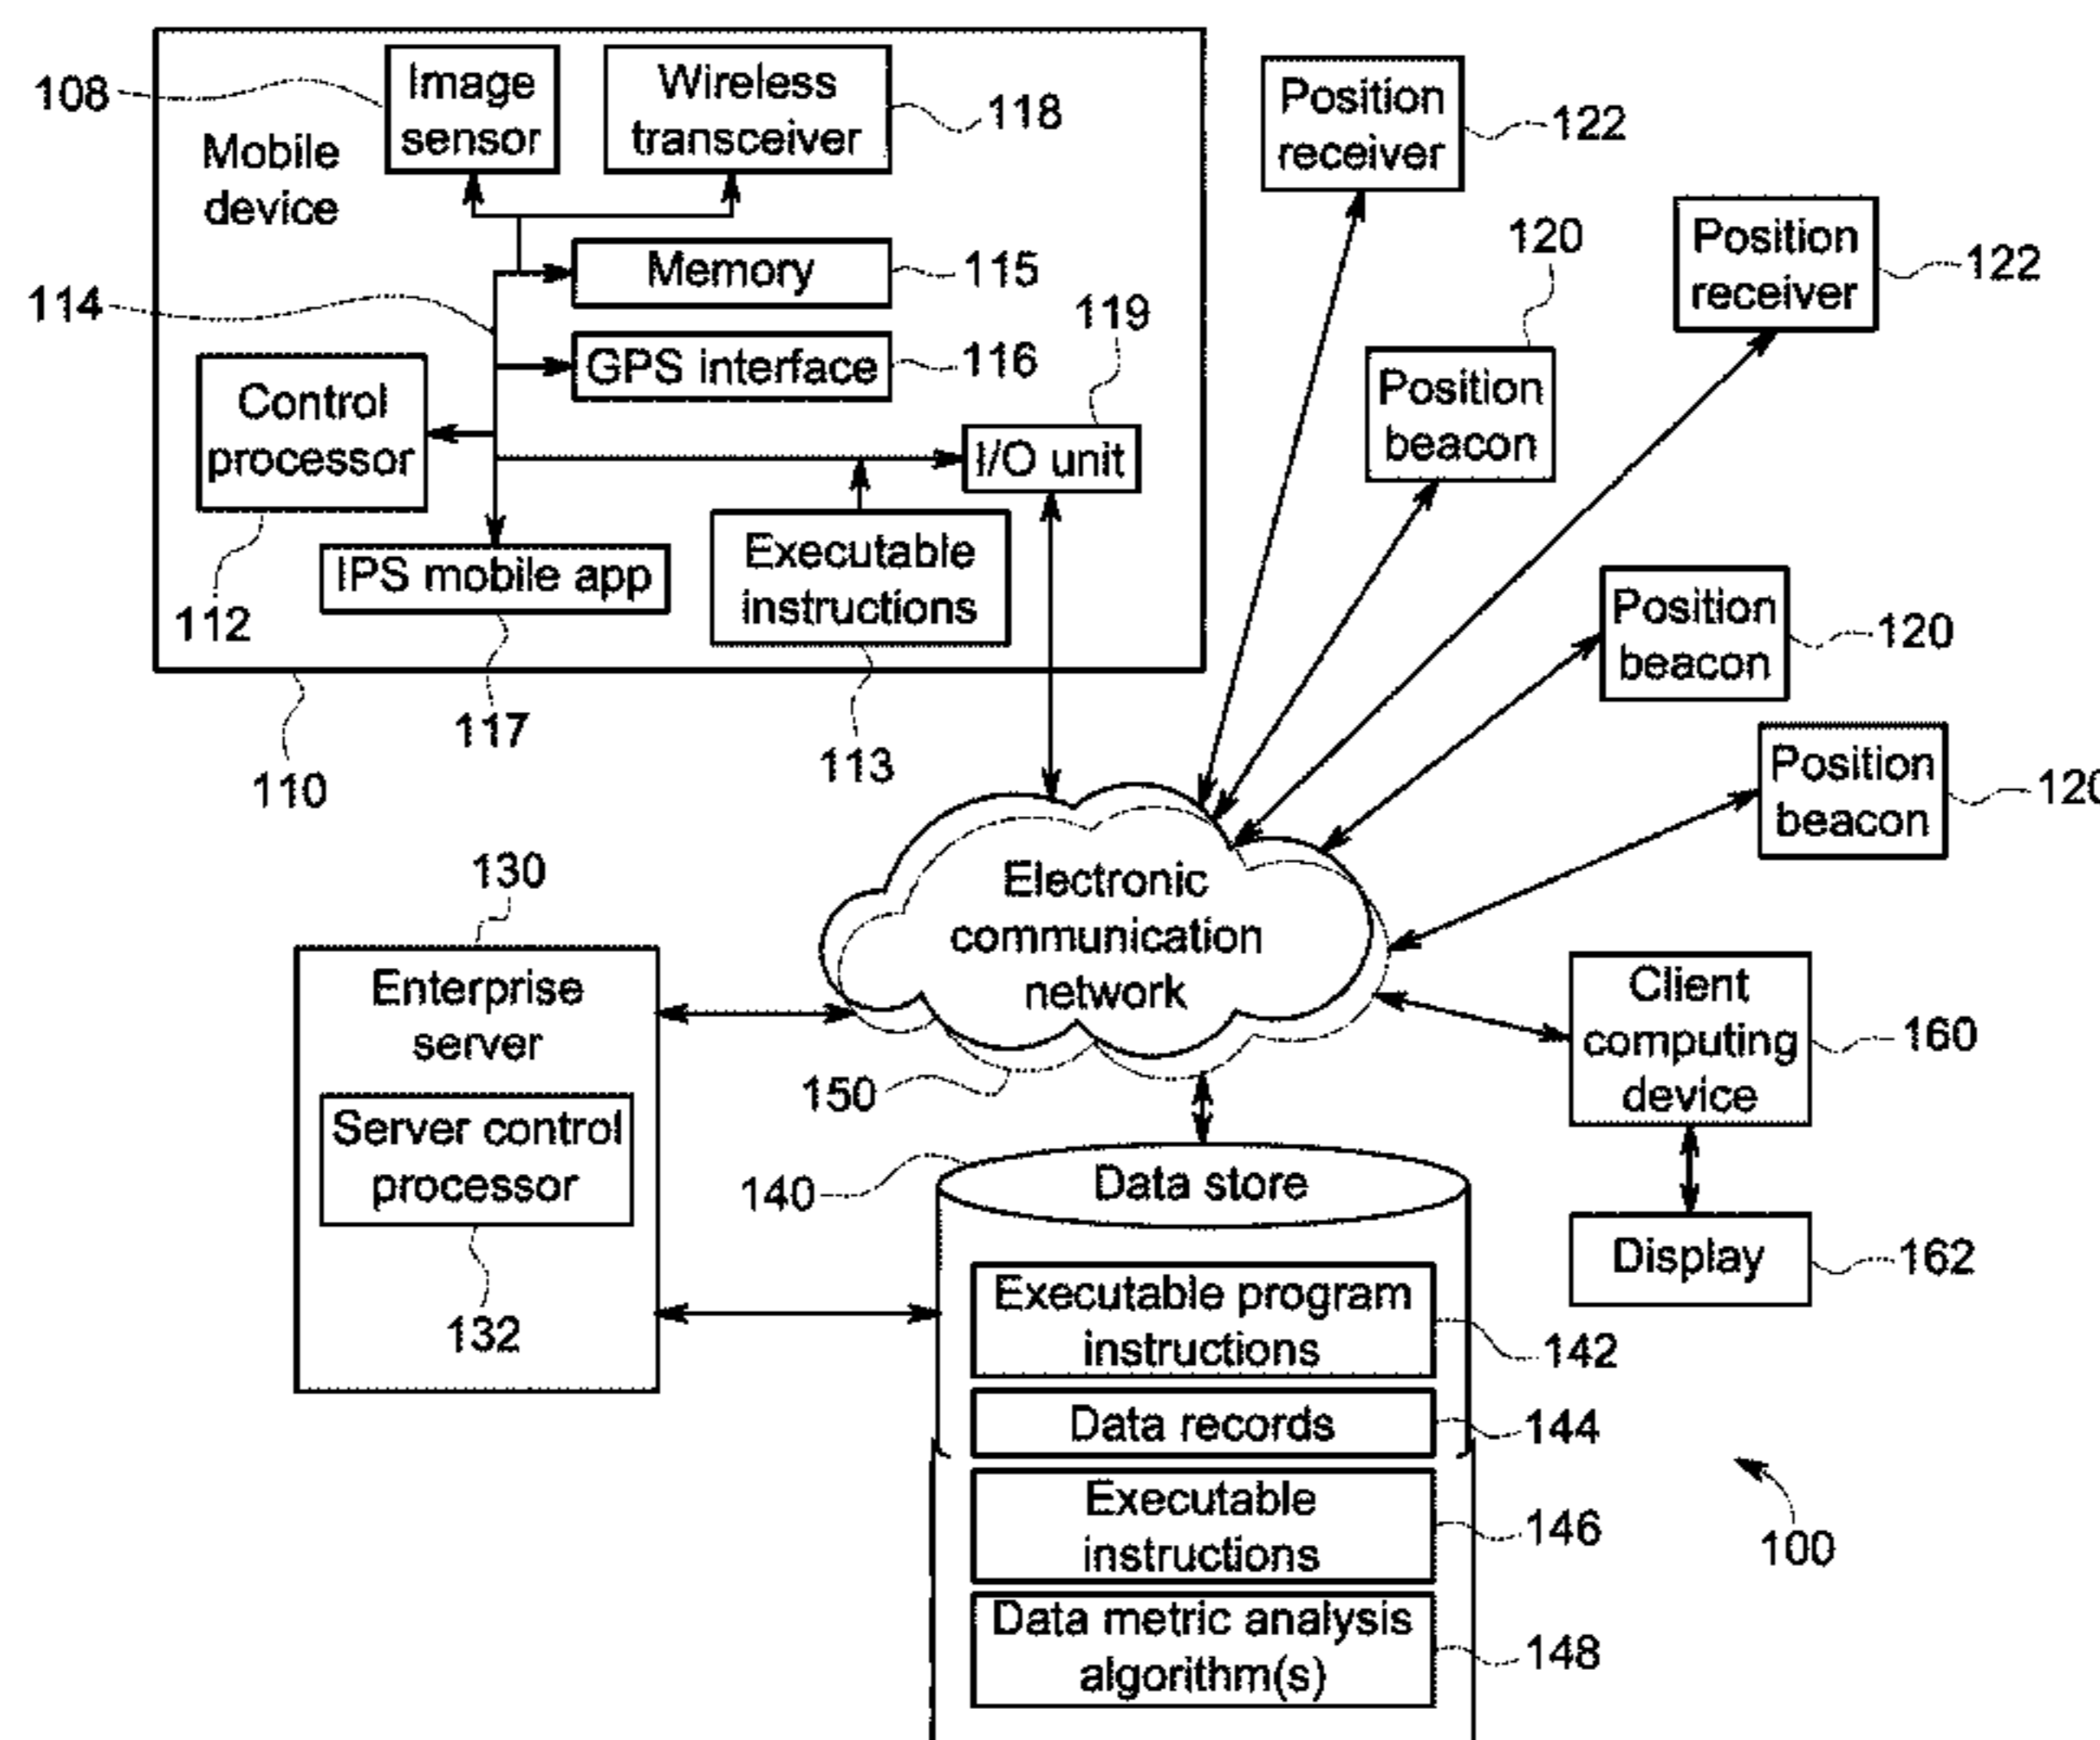 108
Image
sensor
Wireless
transceiver
118
Mobile
device
Memory
115
114
GPS interface
116
119
Control
processor
I/O unit
112
IPS mobile app
117
Executable
instructions
113
110
Position
receiver
122
Position
receiver
122
120
Position
beacon
Position
beacon
120
Position
beacon
120
Electronic
communication
network
150
130
Enterprise
server
Server control
processor
132
Client
computing
device
160
Display
162
140
Data store
Executable program
instructions
142
Data records
144
Executable
instructions
146
Data metric analysis
algorithm(s)
148
100